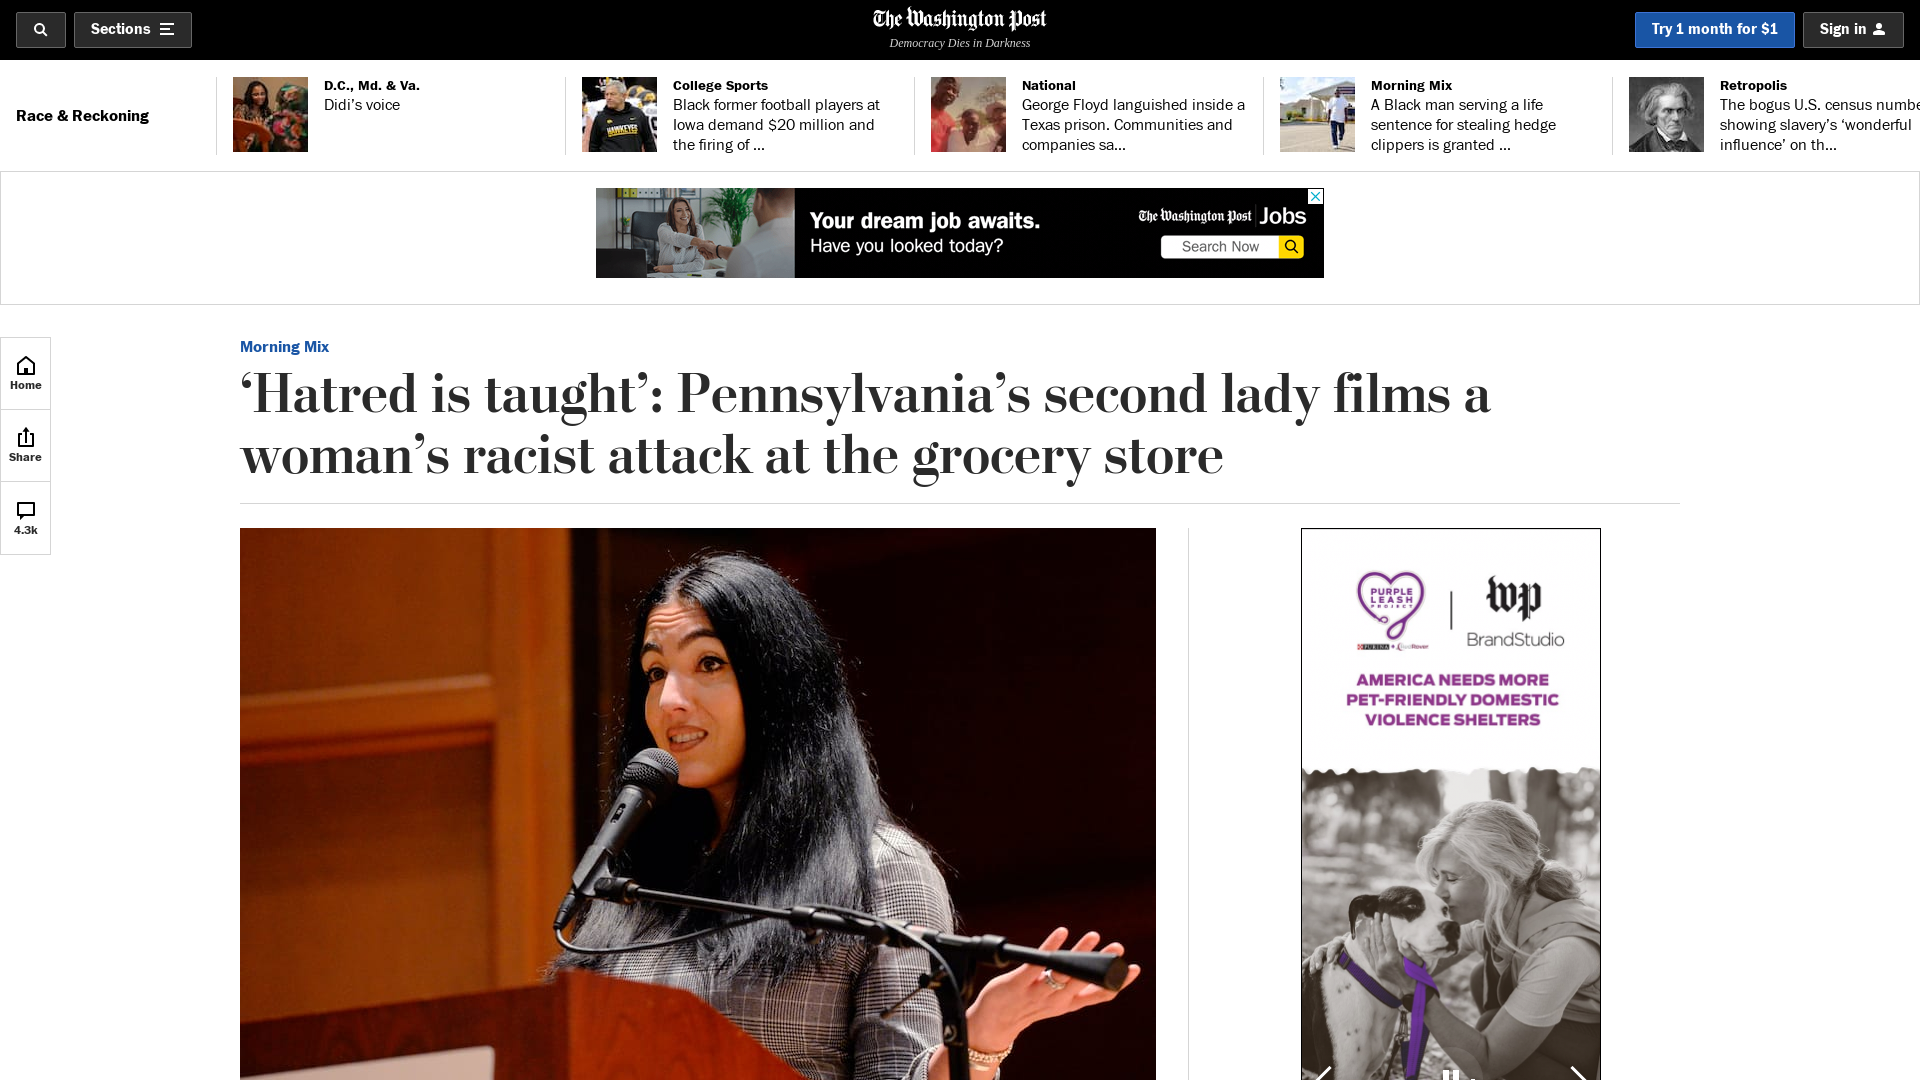 Sections
The Washington Post
Democracy Dies in Darkness
Try 1 month for $1
Sign in
Race & Reckoning
D.C., Md. & Va.
Didi’s voice
College Sports
Black former football players at
Iowa demand $20 million and
the firing of ...
National
George Floyd languished inside a
Texas prison. Communities and
companies sa...
Morning Mix
A Black man serving a life
sentence for stealing hedge
clippers is granted ...
Retropolis
The bogus U.S. census numbe
showing slavery’s ‘wonderful
influence’ on th...
Your dream job awaits.
Have you looked today?
The Washington Post Jobs
Search Now
Home
Share
4.3k
Morning Mix
‘Hatred is taught’: Pennsylvania’s second lady films a
woman’s racist attack at the grocery store
HAWKEYES
PURPLE
LEASH
PROJECT
PURINA + RedRover
wp
BrandStudio
AMERICA NEEDS MORE
PET-FRIENDLY DOMESTIC
VIOLENCE SHELTERS